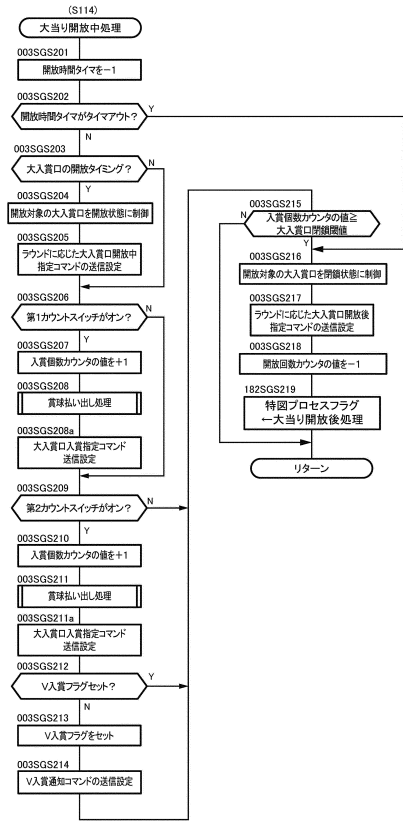 (S114)
大当り開放中処理
003SGS201
開放時間タイマを－1
003SGS202
開放時間タイマがタイムアウト？
Y
N
003SGS203
大入賞口の開放タイミング？
N
Y
003SGS204
開放対象の大入賞口を開放状態に制御
003SGS205
ラウンドに応じた大入賞口開放中
指定コマンドの送信設定
003SGS206
第1カウントスイッチがオン？
N
Y
003SGS207
入賞個数カウンタの値を＋1
003SGS208
賞球払い出し処理
003SGS208a
大入賞口入賞指定コマンド
送信設定
003SGS209
第2カウントスイッチがオン？
N
Y
003SGS210
入賞個数カウンタの値を＋1
003SGS211
賞球払い出し処理
003SGS211a
大入賞口入賞指定コマンド
送信設定
003SGS212
V入賞フラグセット？
Y
N
003SGS213
V入賞フラグをセット
003SGS214
V入賞通知コマンドの送信設定
003SGS215
N
入賞個数カウンタの値≧
大入賞口閉鎖閾値
Y
003SGS216
開放対象の大入賞口を閉鎖状態に制御
003SGS217
ラウンドに応じた大入賞口開放後
指定コマンドの送信設定
003SGS218
開放回数カウンタの値を－1
182SGS219
特図プロセスフラグ
←大当り開放後処理
リターン